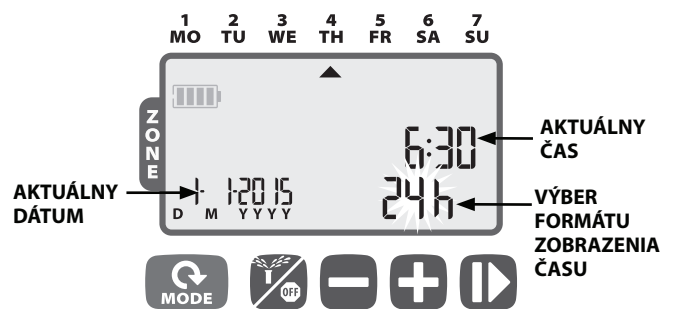 1 2 3 4 5 6 7
MO TU WE TH FR SA SU
ZONE
6:30
AKTUÁLNY
ČAS
AKTUÁLNY
DÁTUM
1- 1-2015
D M YYYY
24h
VÝBER
FORMÁTU
ZOBRAZENIA
ČASU
MODE
OFF